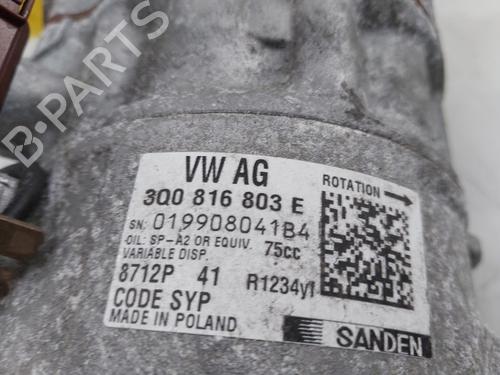 VW AG
3Q0 816 803 E
ROTATION
SN: 019908041B4
OIL: SP-A2 OR EQUIV. 75cc
VARIABLE DISP.
8712P 41 R1234yf
CODE SYP
MADE IN POLAND
SANDEN
B-PARTS